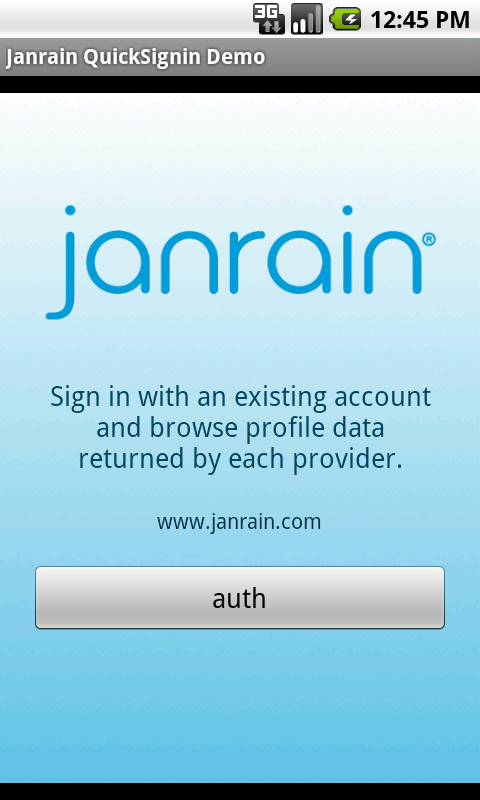 3G 12:45 PM
Janrain QuickSignin Demo
janrain®
Sign in with an existing account
and browse profile data
returned by each provider.
www.janrain.com
auth